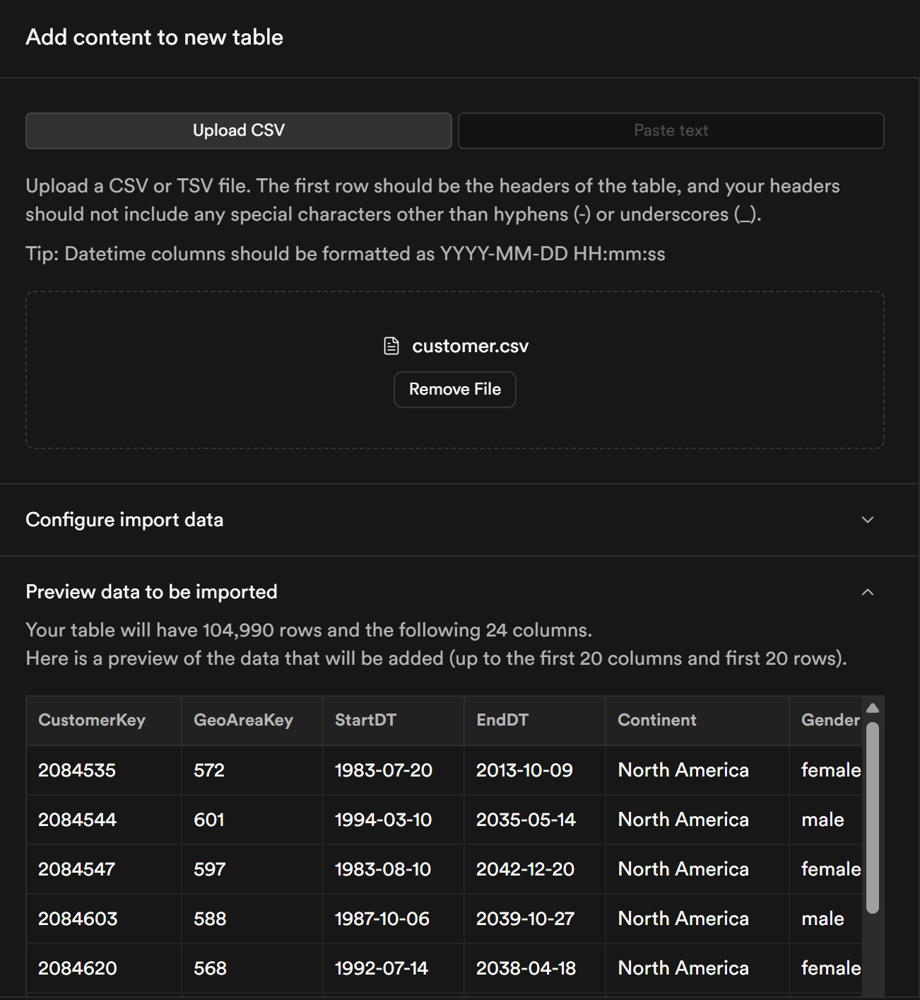 Add content to new table
Upload CSV
Paste text
Upload a CSV or TSV file. The first row should be the headers of the table, and your headers
should not include any special characters other than hyphens (-) or underscores (_).
Tip: Datetime columns should be formatted as YYYY-MM-DD HH:mm:ss
customer.csv
Remove File
Configure import data
Preview data to be imported
Your table will have 104,990 rows and the following 24 columns.
Here is a preview of the data that will be added (up to the first 20 columns and first 20 rows).
CustomerKey GeoAreaKey StartDT EndDT Continent Gender
2084535 572 1983-07-20 2013-10-09 North America female
2084544 601 1994-03-10 2035-05-14 North America male
2084547 597 1983-08-10 2042-12-20 North America female
2084603 588 1987-10-06 2039-10-27 North America male
2084620 568 1992-07-14 2038-04-18 North America female